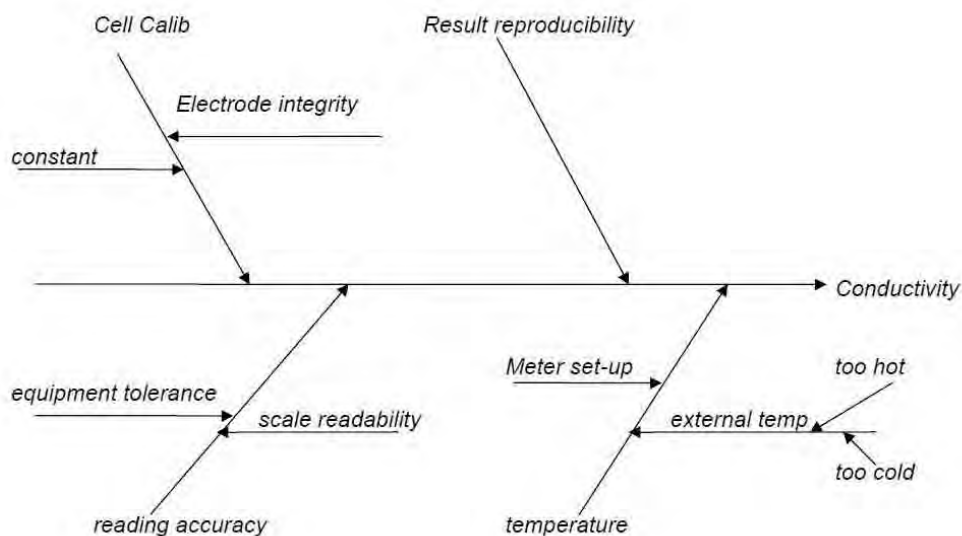 Cell Calib
Result reproducibility
Electrode integrity
constant
Conductivity
Meter set-up
too hot
equipment tolerance
scale readability
external temp
too cold
reading accuracy
temperature